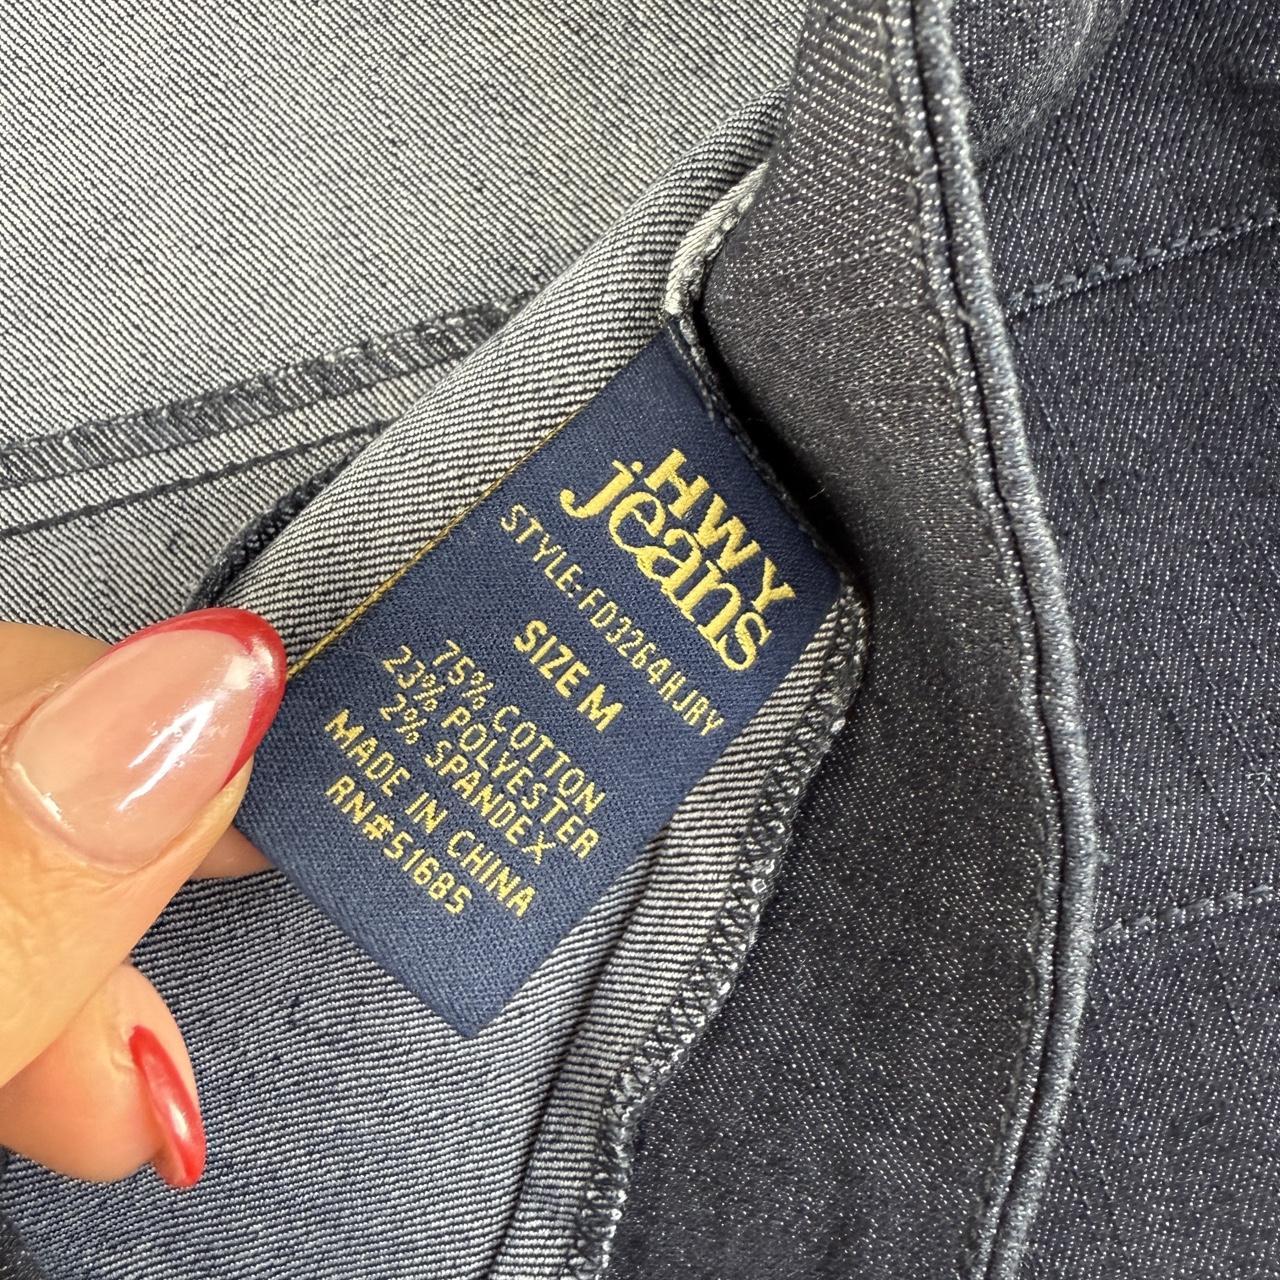 HWY
jeans
STYLE:FD3264HJRY
SIZE M
75% COTTON
23% POLYESTER
2% SPANDEX
MADE IN CHINA
RN#51685